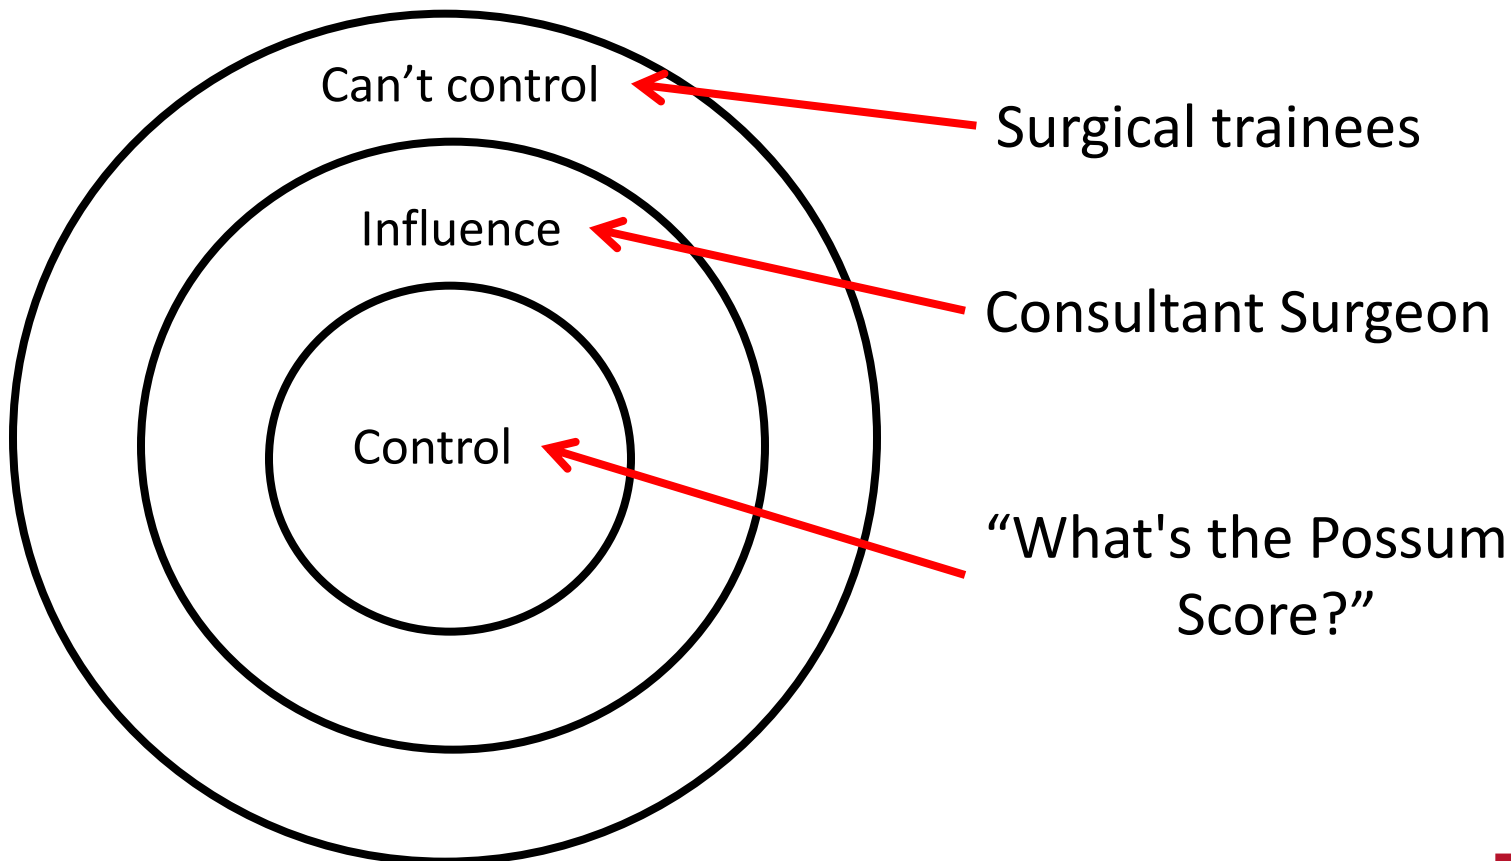 Can’t control
Surgical trainees
Influence
Consultant Surgeon
Control
“What's the Possum
Score?”